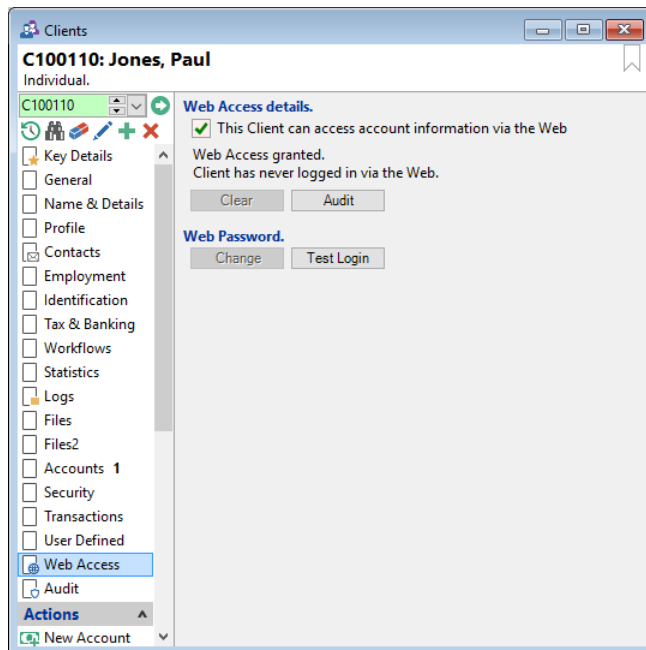 Clients
C100110: Jones, Paul
Individual.
C100110
Key Details
General
Name & Details
Profile
Contacts
Employment
Identification
Tax & Banking
Workflows
Statistics
Logs
Files
Files2
Accounts 1
Security
Transactions
User Defined
Web Access
Audit
Actions
New Account
Web Access details.
This Client can access account information via the Web
Web Access granted.
Client has never logged in via the Web.
Clear Audit
Web Password.
Change Test Login